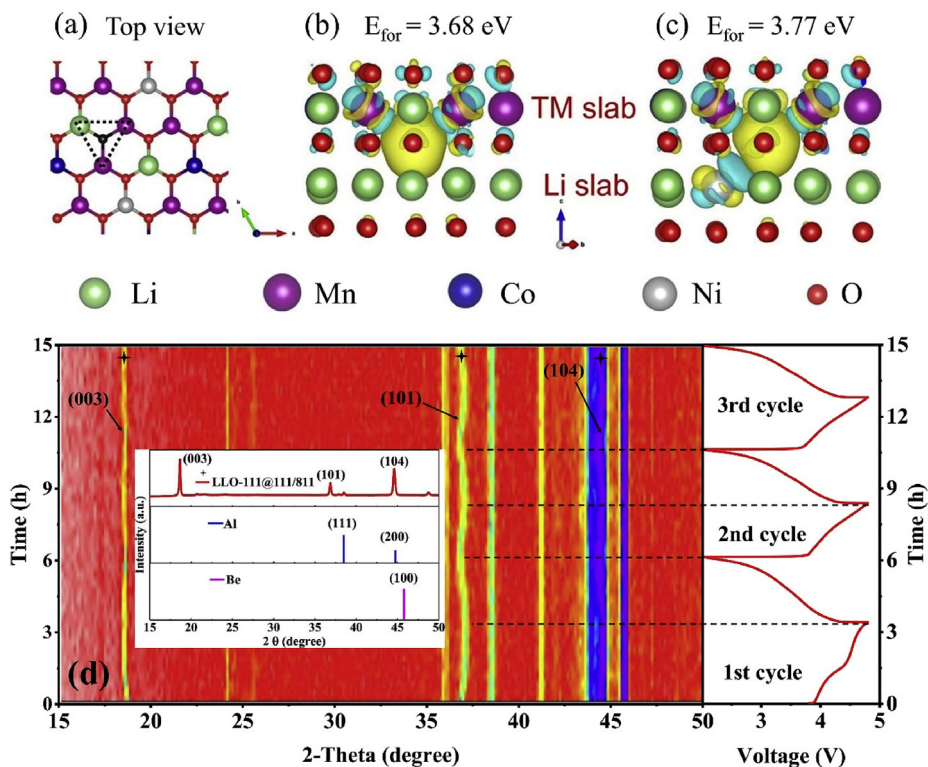 (a) Top view
(b) E_for = 3.68 eV
(c) E_for = 3.77 eV
TM slab
Li slab
c
b
b
a
Li Mn Co Ni O
15
12
9
6
3
0
Time (h)
(003)
(101)
(104)
(003)
(101)
(104)
+
LLO-111@111/811
Al
(111)
(200)
Be
(100)
Intensity (a.u.)
15 20 25 30 35 40 45 50
2 θ (degree)
(d)
15 20 25 30 35 40 45 50
2-Theta (degree)
3rd cycle
2nd cycle
1st cycle
3 4 5
Voltage (V)
15
12
9
6
3
0
Time (h)